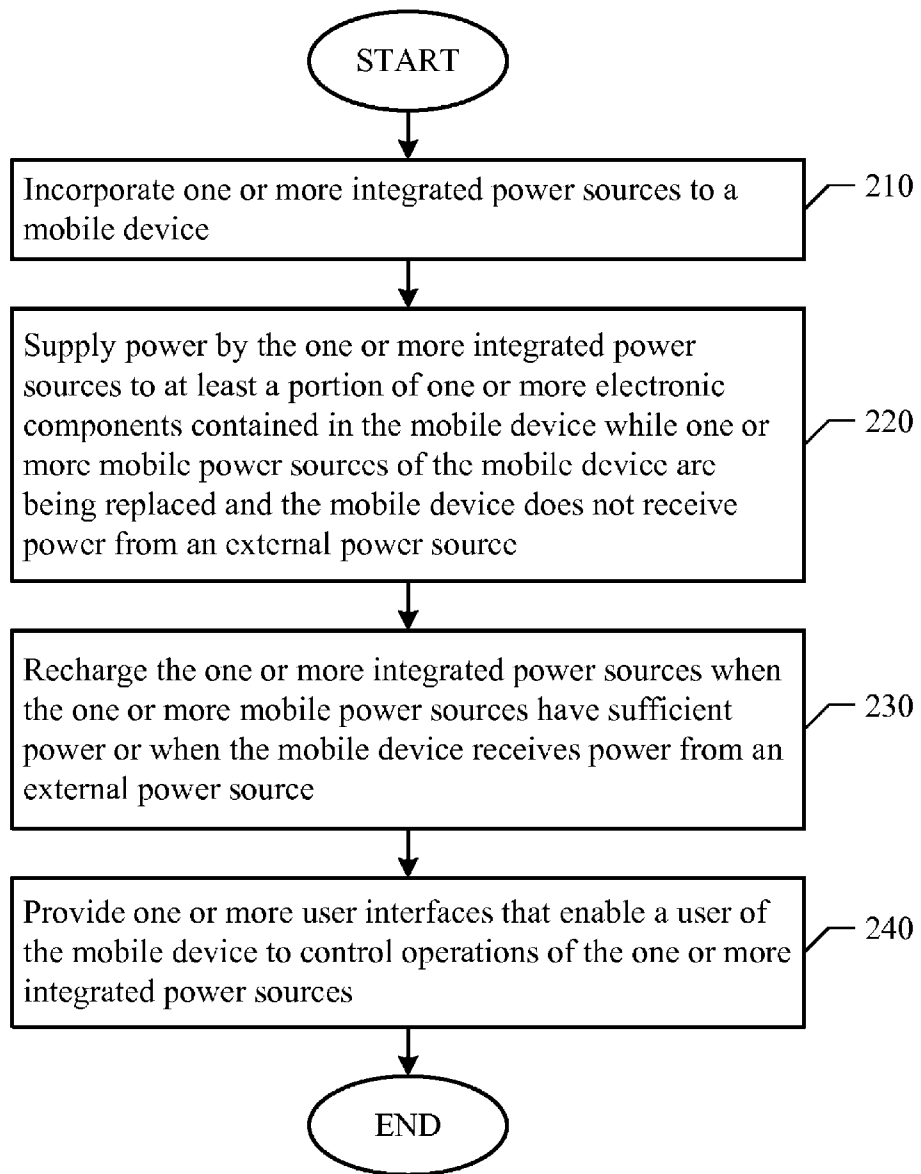 START
Incorporate one or more integrated power sources to a
mobile device
210
Supply power by the one or more integrated power
sources to at least a portion of one or more electronic
components contained in the mobile device while one or
more mobile power sources of the mobile device are
being replaced and the mobile device does not receive
power from an external power source
220
Recharge the one or more integrated power sources when
the one or more mobile power sources have sufficient
power or when the mobile device receives power from an
external power source
230
Provide one or more user interfaces that enable a user of
the mobile device to control operations of the one or more
integrated power sources
240
END